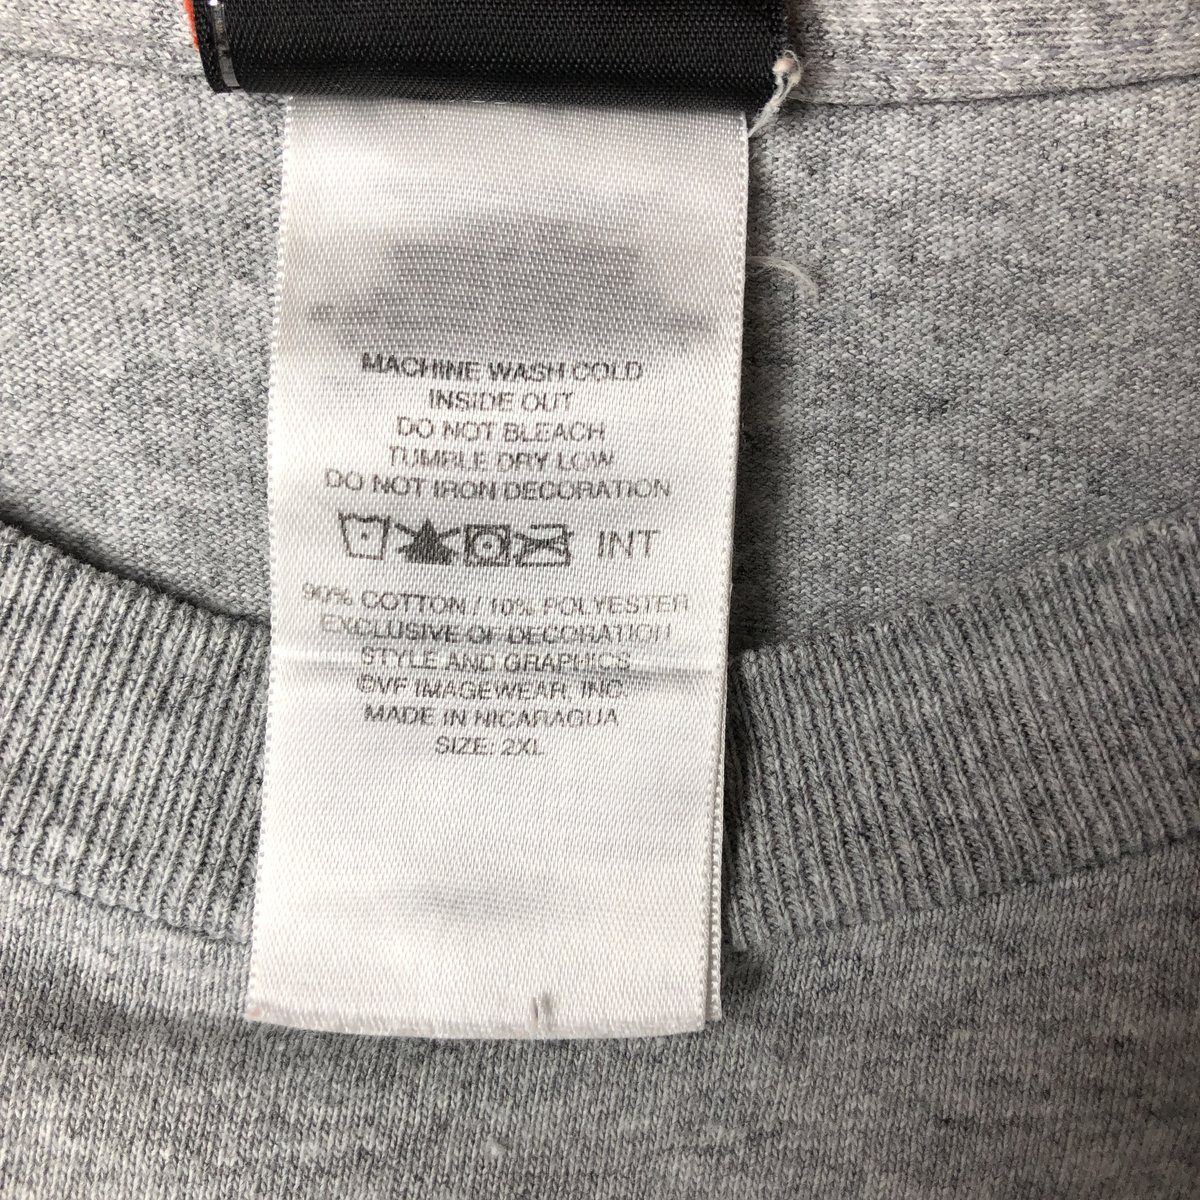 MACHINE WASH COLD
INSIDE OUT
DO NOT BLEACH
TUMBLE DRY LOW
DO NOT IRON DECORATION
INT
90% COTTON / 10% POLYESTER
EXCLUSIVE OF DECORATION
STYLE AND GRAPHICS
©VF IMAGEWEAR, INC.
MADE IN NICARAGUA
SIZE: 2XL